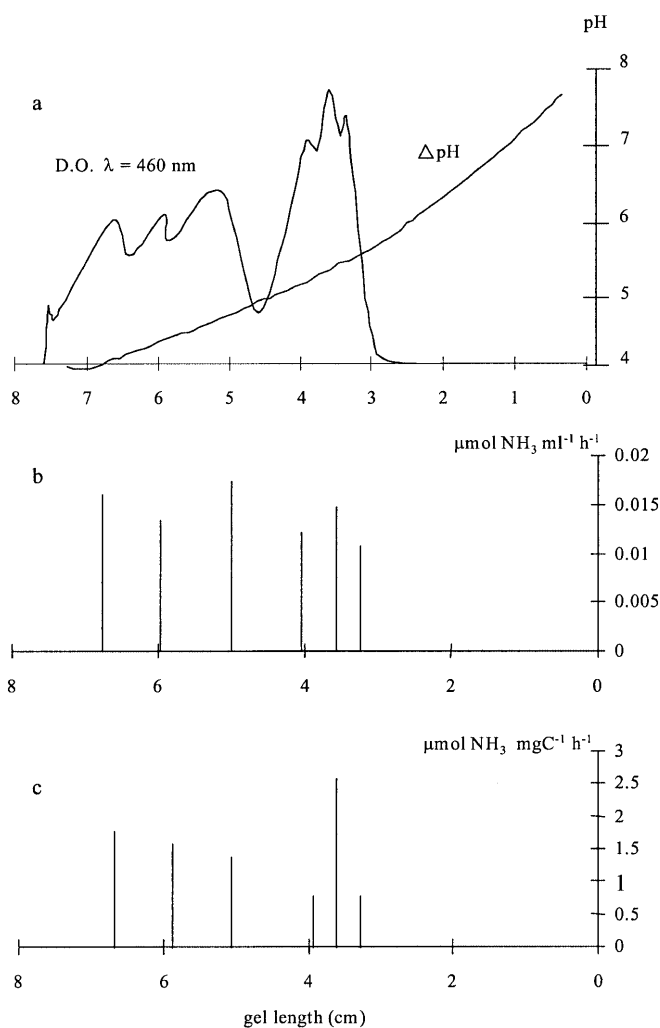 pH
8
a
7
△pH
D.O. λ = 460 nm
6
5
4
8 7 6 5 4 3 2 1 0
μmol NH₃ ml⁻¹ h⁻¹
0.02
b
0.015
0.01
0.005
0
8 6 4 2 0
μmol NH₃ mgC⁻¹ h⁻¹
3
c
2.5
2
1.5
1
0.5
0
8 6 4 2 0
gel length (cm)